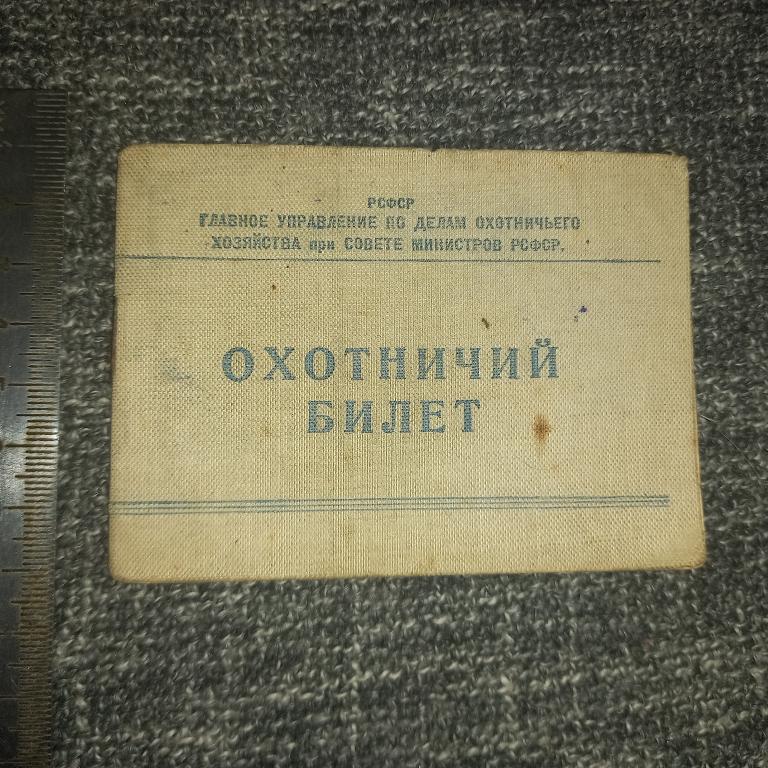 РСФСР
ГЛАВНОЕ УПРАВЛЕНИЕ ПО ДЕЛАМ ОХОТНИЧЬЕГО
ХОЗЯЙСТВА при СОВЕТЕ МИНИСТРОВ РСФСР.
ОХОТНИЧИЙ
БИЛЕТ